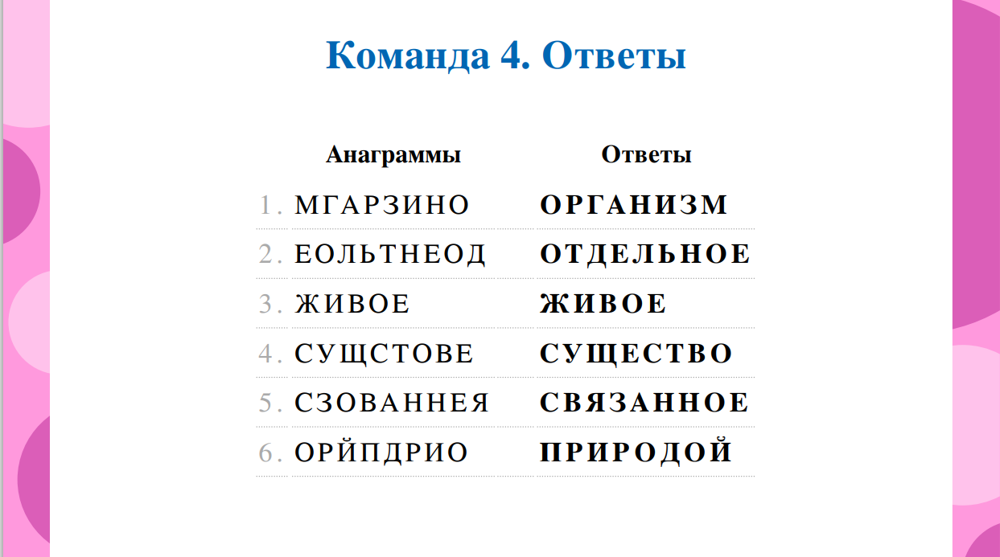 Команда 4. Ответы
Анаграммы Ответы
1. МГАРЗИНО ОРГАНИЗМ
2. ЕОЛЬТНЕОД ОТДЕЛЬНОЕ
3. ЖИВОЕ ЖИВОЕ
4. СУЩСТОВЕ СУЩЕСТВО
5. СЗОВАННЕЯ СВЯЗАННОЕ
6. ОРЙПДРИО ПРИРОДОЙ